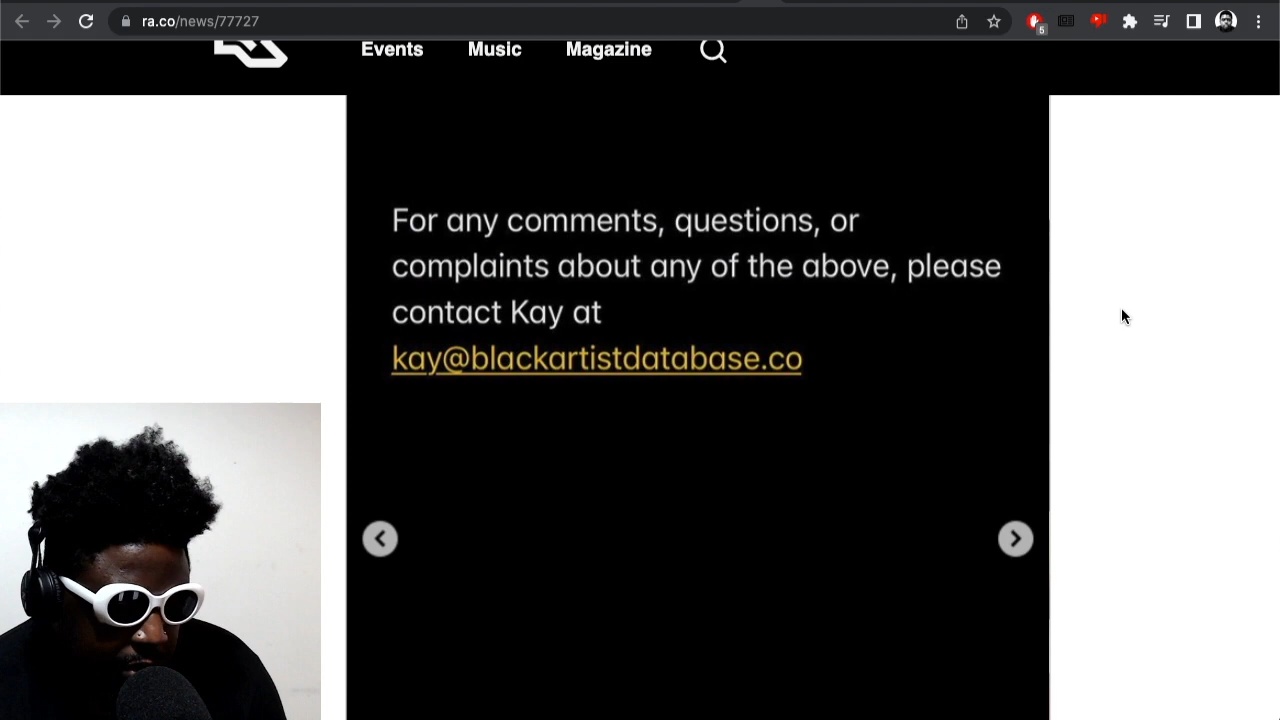 ra.co/news/77727
5
Events Music Magazine
For any comments, questions, or
complaints about any of the above, please
contact Kay at
kay@blackartistdatabase.co